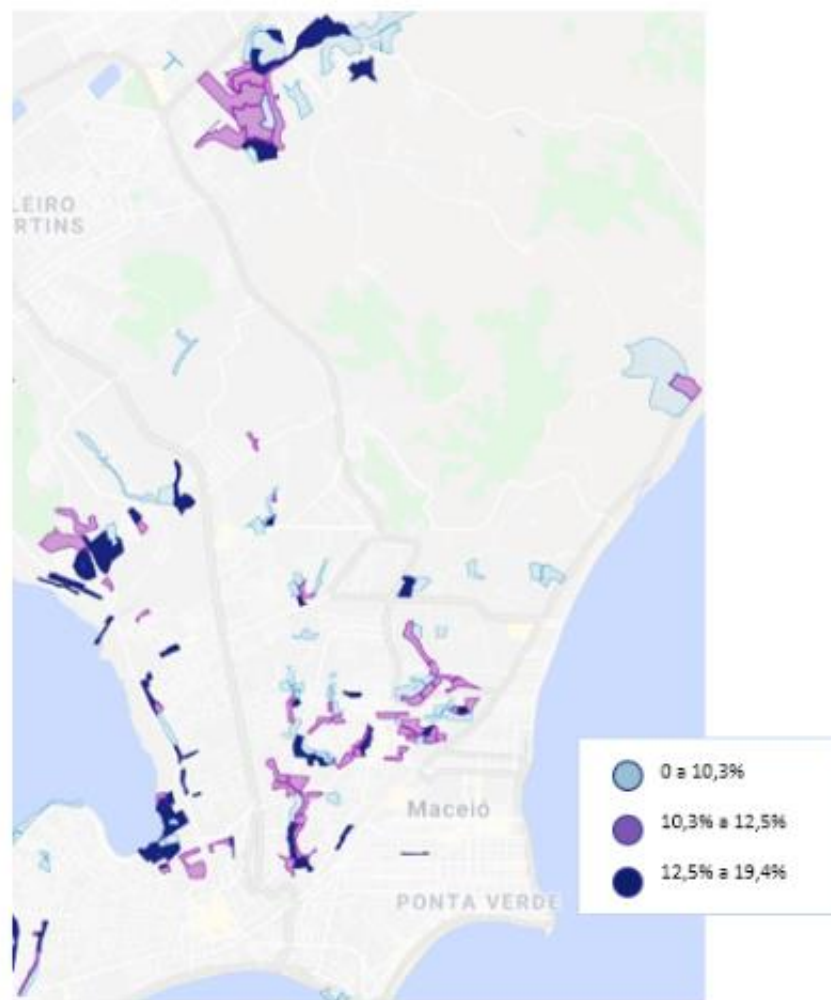 LEIRO
RTINS
Maceió
PONTA VERDE
0 a 10,3%
10,3% a 12,5%
12,5% a 19,4%